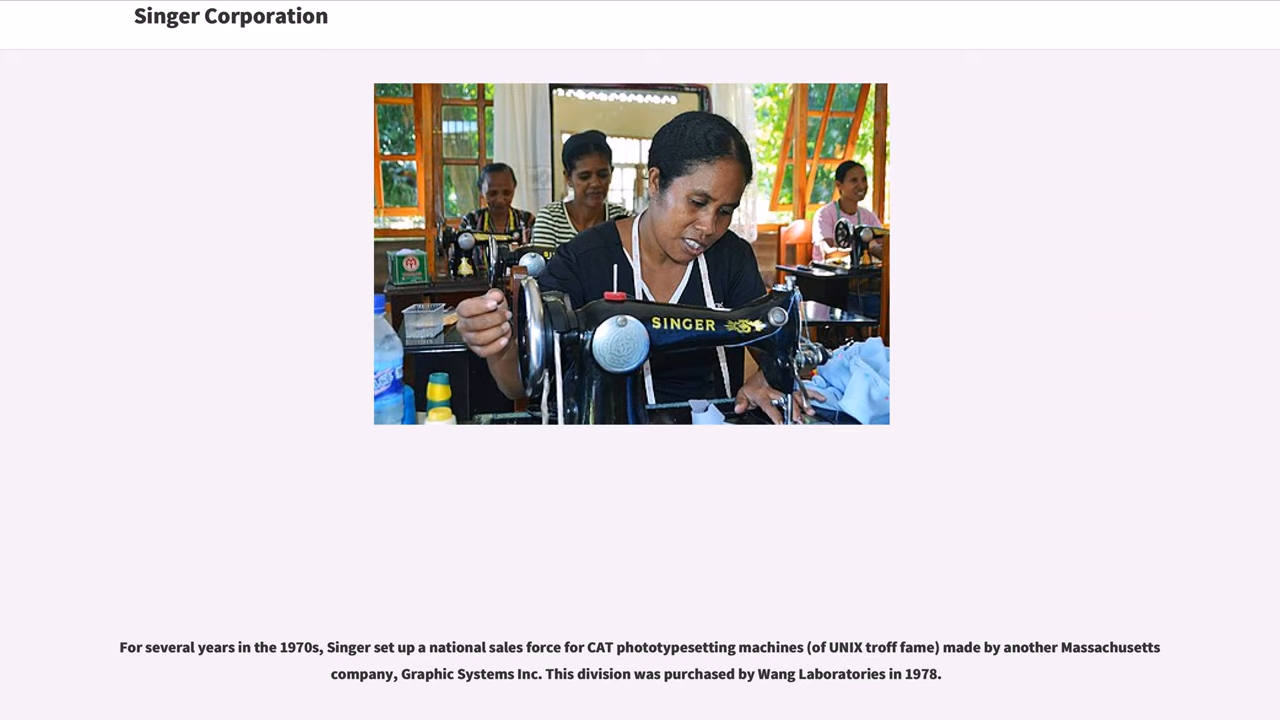 Singer Corporation
SINGER
For several years in the 1970s, Singer set up a national sales force for CAT phototypesetting machines (of UNIX troff fame) made by another Massachusetts
company, Graphic Systems Inc. This division was purchased by Wang Laboratories in 1978.